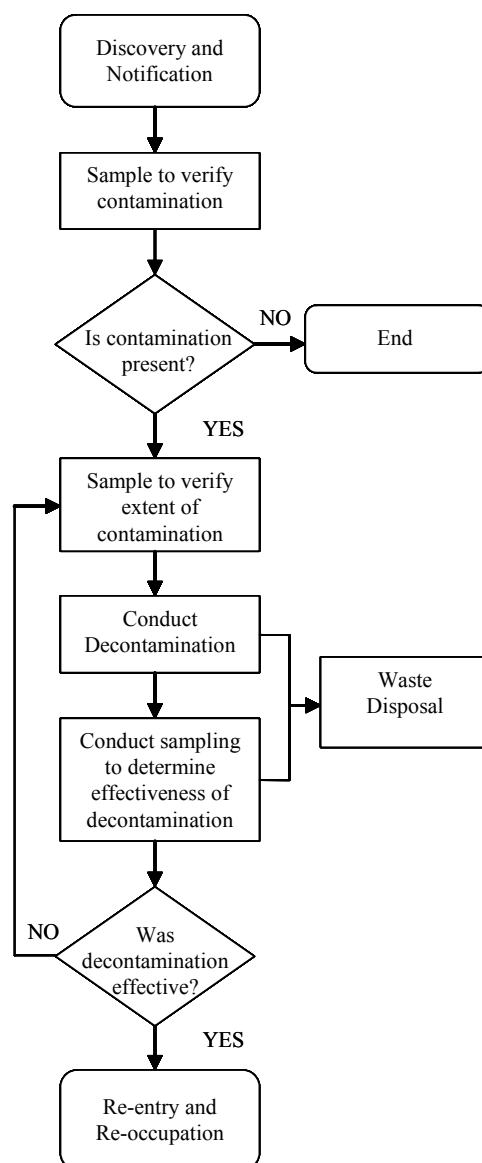 Discovery and
Notification
Sample to verify
contamination
Is contamination
present?
NO
End
YES
Sample to verify
extent of
contamination
Conduct
Decontamination
Waste
Disposal
Conduct sampling
to determine
effectiveness of
decontamination
NO
Was
decontamination
effective?
YES
Re-entry and
Re-occupation